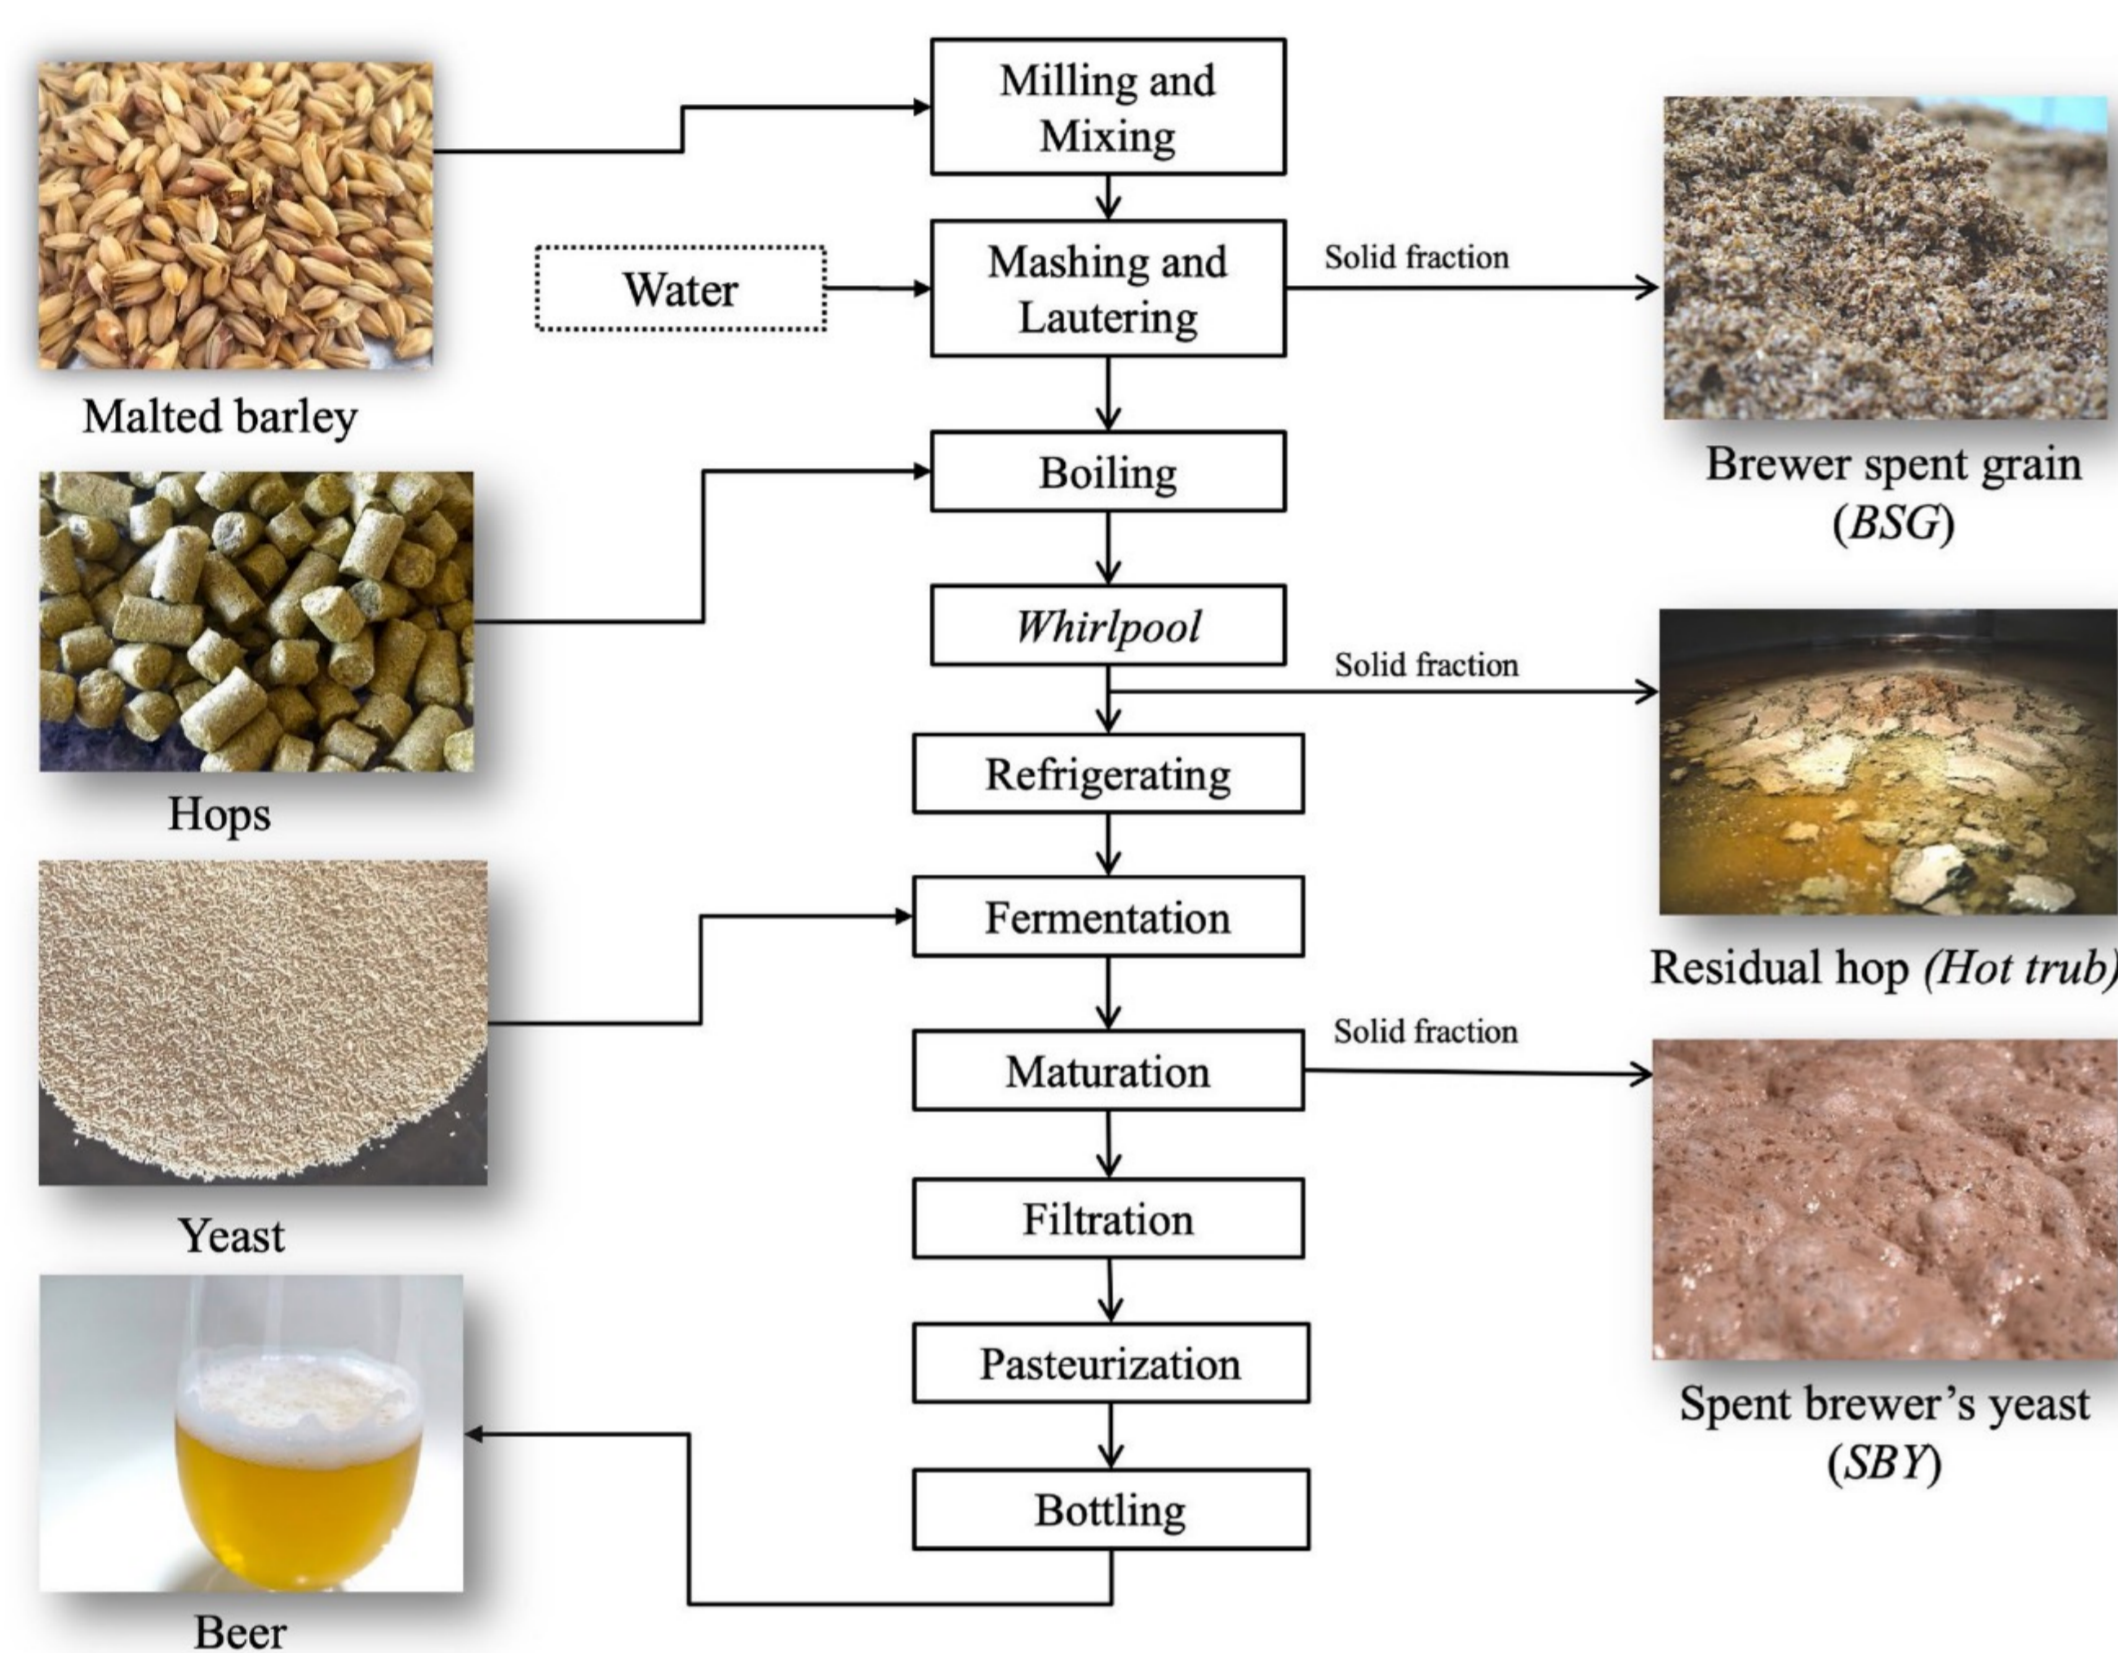 Milling and
Mixing
Malted barley
Water
Mashing and
Lautering
Solid fraction
Brewer spent grain
(BSG)
Hops
Boiling
Whirlpool
Solid fraction
Residual hop (Hot trub)
Refrigerating
Yeast
Fermentation
Maturation
Solid fraction
Spent brewer’s yeast
(SBY)
Filtration
Pasteurization
Bottling
Beer